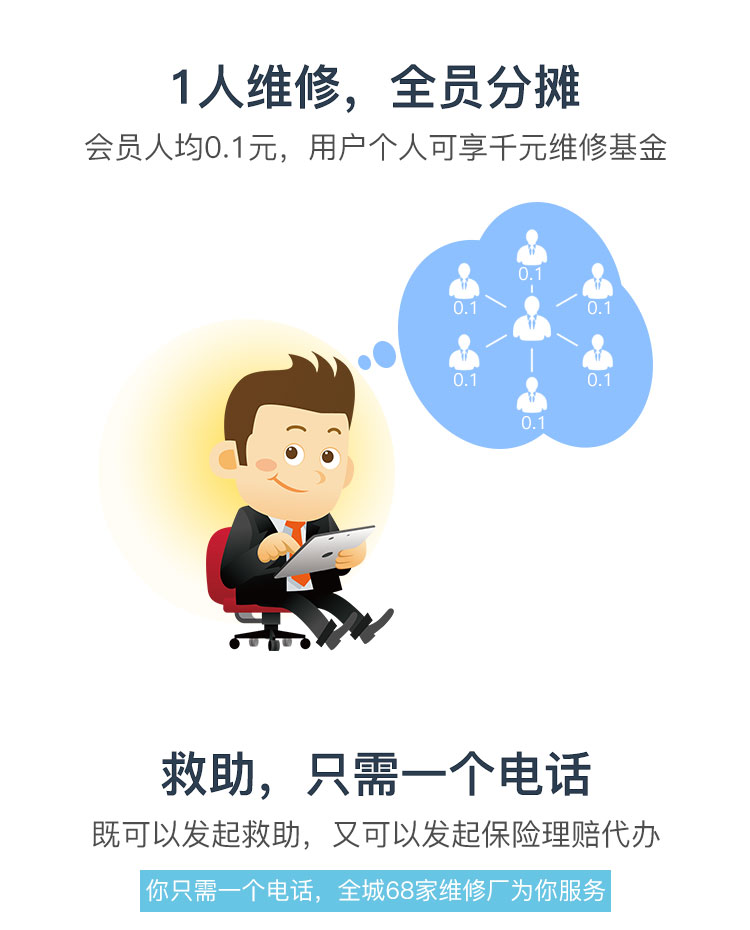 1人维修，全员分摊
会员人均0.1元，用户个人可享千元维修基金
0.1
0.1
0.1
0.1
0.1
0.1
救助，只需一个电话
既可以发起救助，又可以发起保险理赔代办
你只需一个电话，全城68家维修厂为你服务